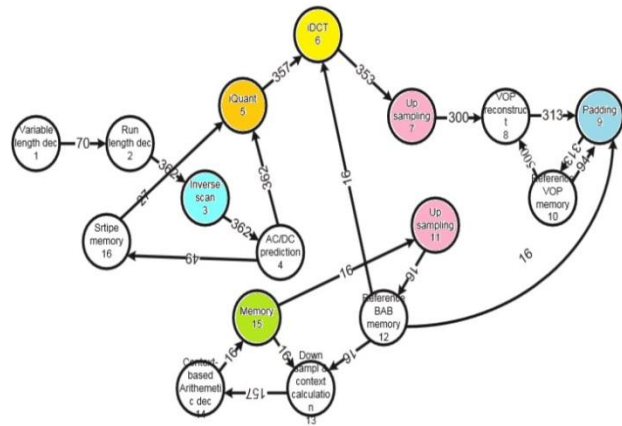 iDCT
6
357
353
iQuant
5
Up
sampling
7
300
VOP
reconstruc
t
8
313
Padding
9
Variable
length dec
1
70
Run
length dec
2
362
27
362
313
94
500
Inverse
scan
3
16
Reference
VOP
memory
10
362
Up
sampling
11
Srtipe
memory
16
49
AC/DC
prediction
4
16
16
16
Memory
15
Reference
BAB
memory
12
16
16
16
Context-
based
Arithemeti
c dec
14
157
Down
sampl a
context
calculatio
n
13